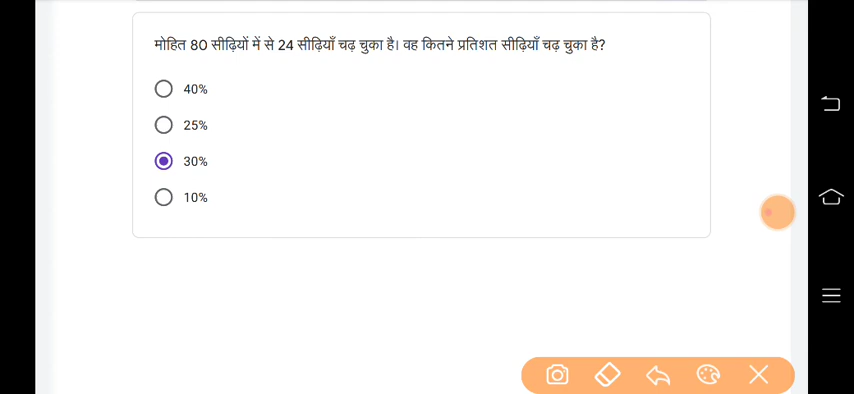 मोहित 80 सीढ़ियों में से 24 सीढ़ियाँ चढ़ चुका है। वह कितने प्रतिशत सीढ़ियाँ चढ़ चुका है?
40%
25%
30%
10%